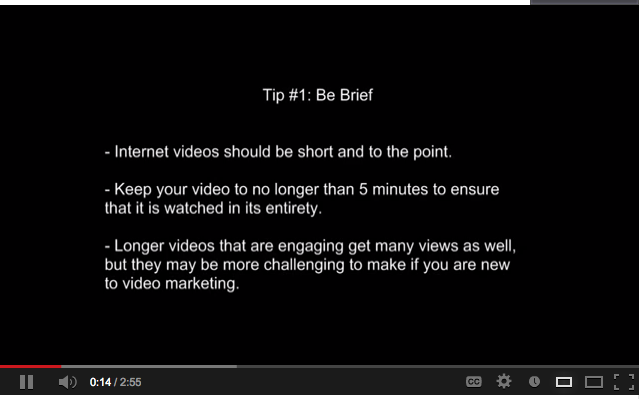 Tip #1: Be Brief
- Internet videos should be short and to the point.
- Keep your video to no longer than 5 minutes to ensure
that it is watched in its entirety.
- Longer videos that are engaging get many views as well,
but they may be more challenging to make if you are new
to video marketing.
0:14 / 2:55 CC